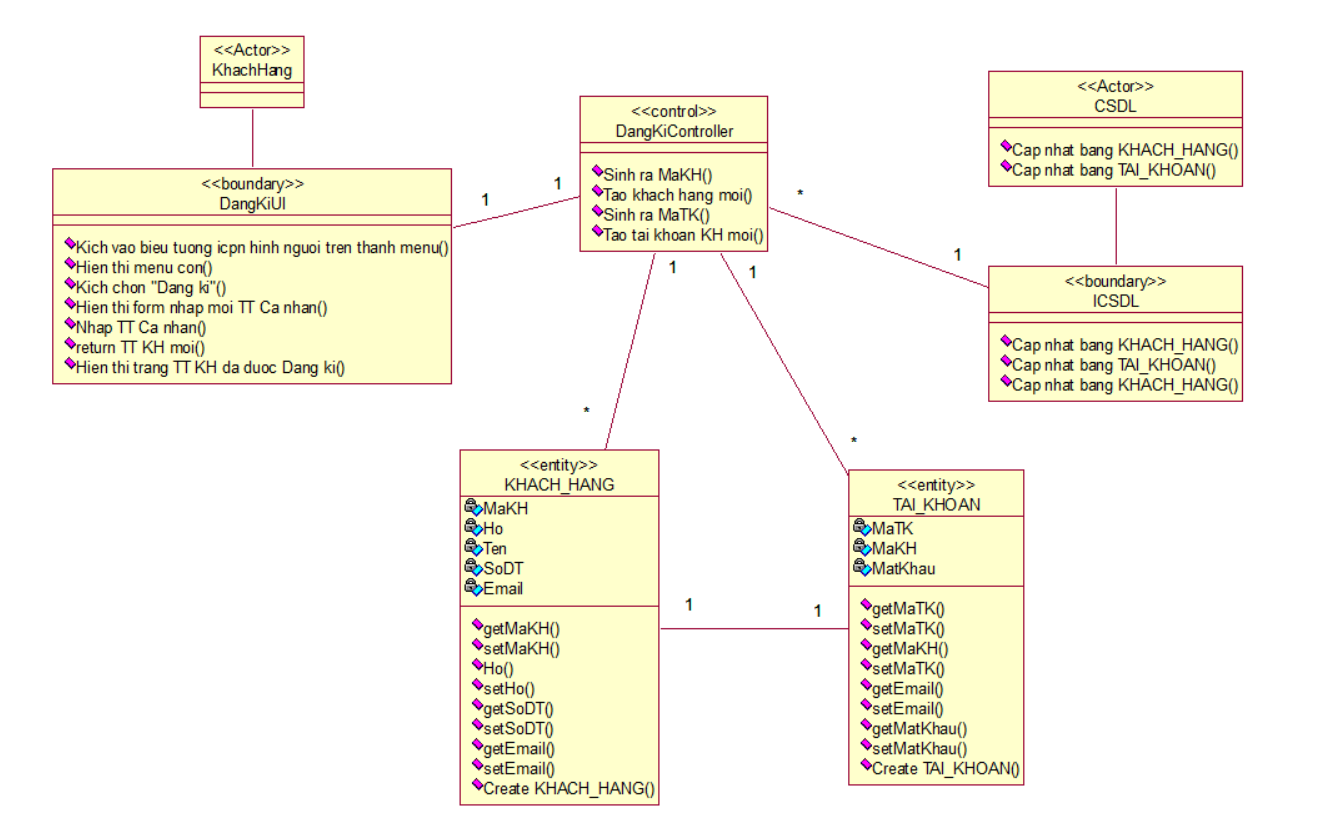 <<Actor>>
KhachHang
<<boundary>>
DangKiUI
Kich vao bieu tuong icpn hinh nguoi tren thanh menu()
Hien thi menu con()
Kich chon "Dang ki"()
Hien thi form nhap moi TT Ca nhan()
Nhap TT Ca nhan()
return TT KH moi()
Hien thi trang TT KH da duoc Dang ki()
1
1
<<control>>
DangKiController
Sinh ra MaKH()
Tao khach hang moi()
Sinh ra MaTK()
Tao tai khoan KH moi()
*
1
<<Actor>>
CSDL
Cap nhat bang KHACH_HANG()
Cap nhat bang TAI_KHOAN()
<<boundary>>
ICSDL
Cap nhat bang KHACH_HANG()
Cap nhat bang TAI_KHOAN()
Cap nhat bang KHACH_HANG()
1
1
*
*
<<entity>>
KHACH_HANG
MaKH
Ho
Ten
SoDT
Email
getMaKH()
setMaKH()
Ho()
setHo()
getSoDT()
setSoDT()
getEmail()
setEmail()
Create KHACH_HANG()
1
1
<<entity>>
TAI_KHOAN
MaTK
MaKH
MatKhau
getMaTK()
setMaTK()
getMaKH()
setMaTK()
getEmail()
setEmail()
getMatKhau()
setMatKhau()
Create TAI_KHOAN()